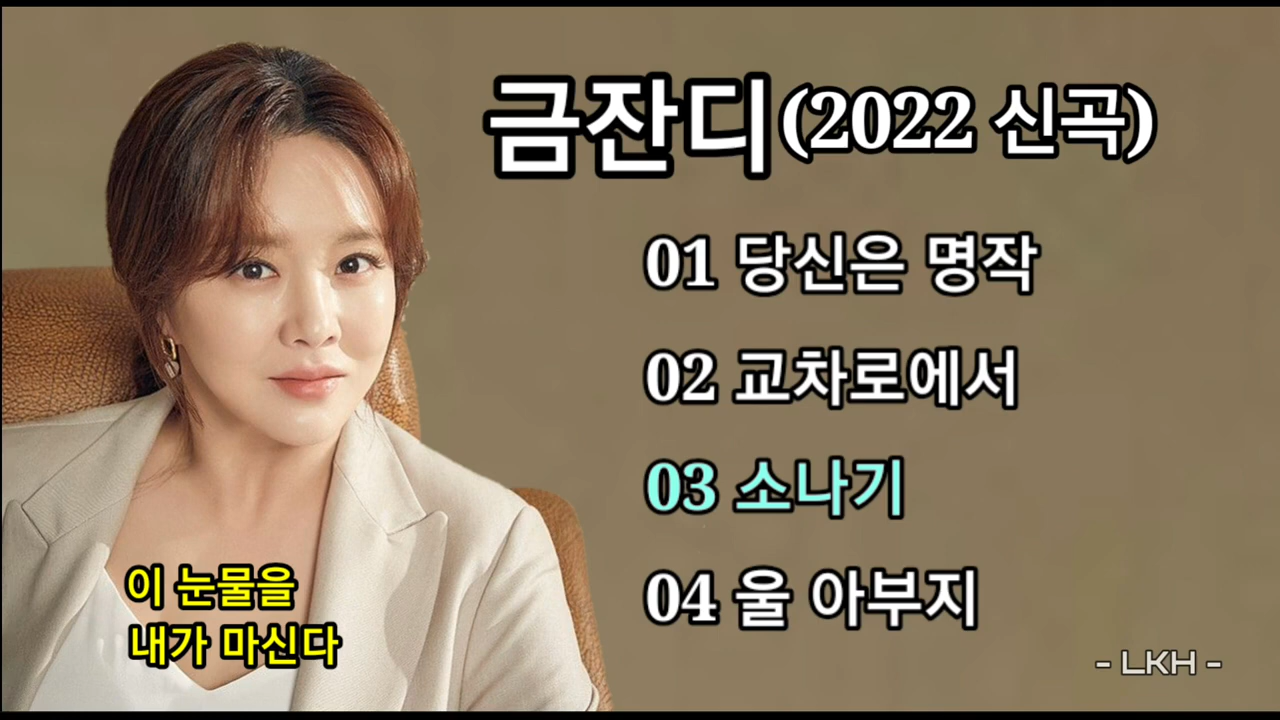 금잔디(2022 신곡)
01 당신은 명작
02 교차로에서
03 소나기
04 울 아부지
이 눈물을
내가 마신다
- LKH -